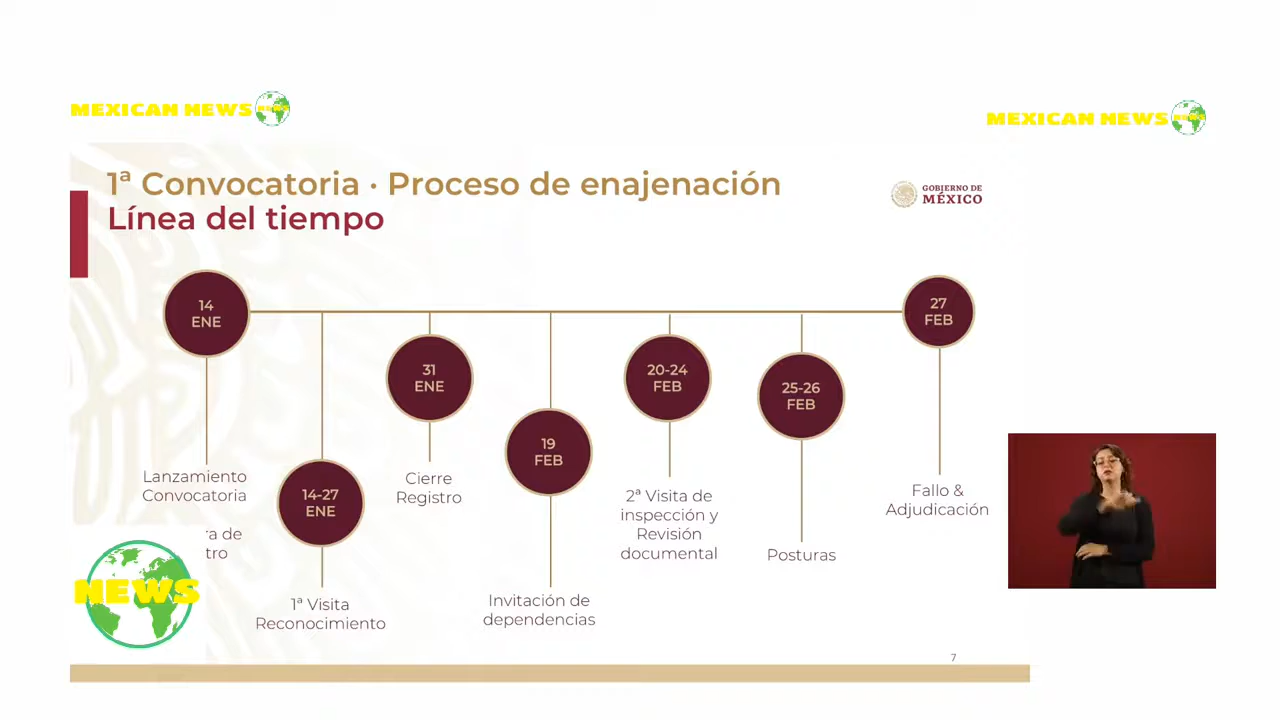 MEXICAN NEWS
MEXICAN NEWS
1ª Convocatoria · Proceso de enajenación
Línea del tiempo
GOBIERNO DE
MÉXICO
14
ENE
Lanzamiento
Convocatoria
14-27
ENE
1ª Visita
Reconocimiento
31
ENE
Cierre
Registro
19
FEB
Invitación de
dependencias
20-24
FEB
2ª Visita de
inspección y
Revisión
documental
25-26
FEB
Posturas
27
FEB
Fallo &
Adjudicación
de
NEWS
7